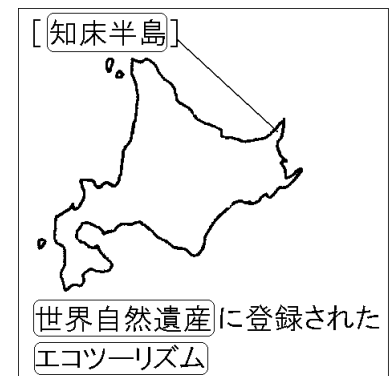 [知床半島]
世界自然遺産に登録された
エコツーリズム